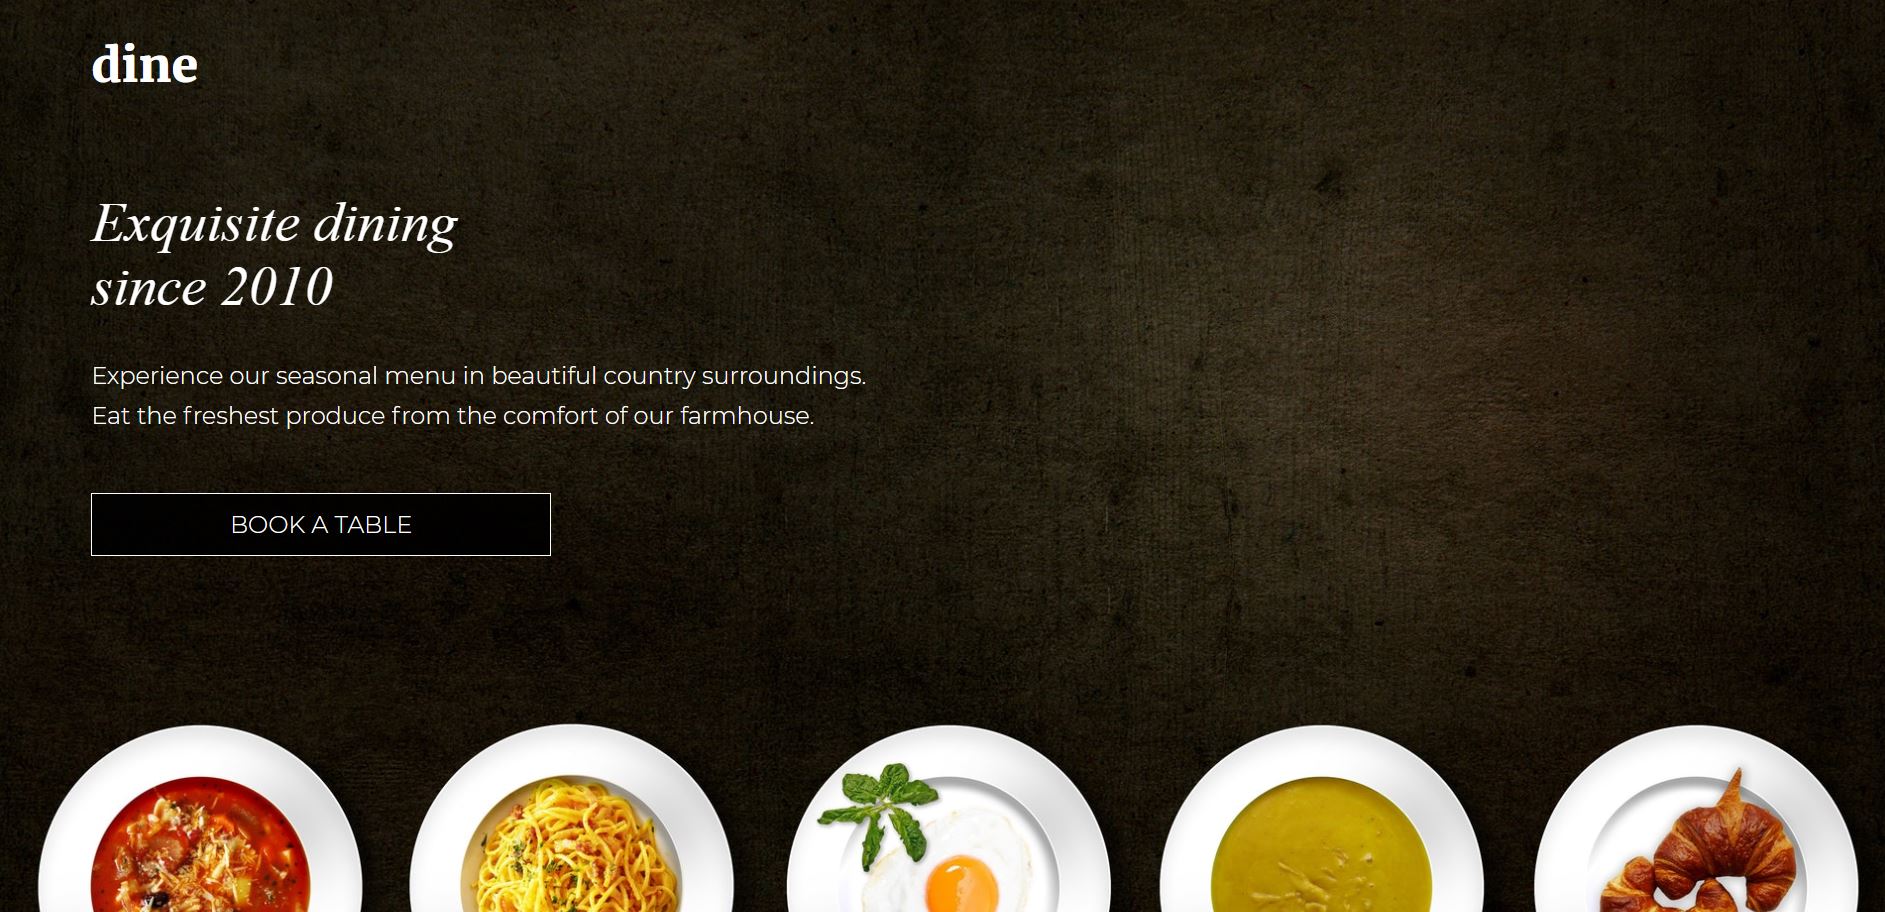 dine
Exquisite dining
since 2010
Experience our seasonal menu in beautiful country surroundings.
Eat the freshest produce from the comfort of our farmhouse.
BOOK A TABLE